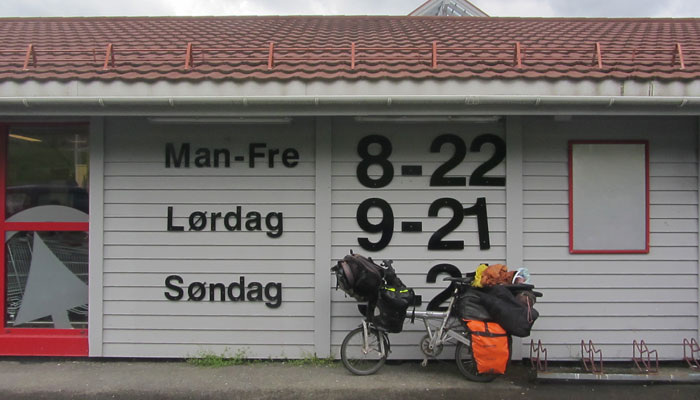 Man-Fre 8-22
Lørdag 9-21
Søndag 2